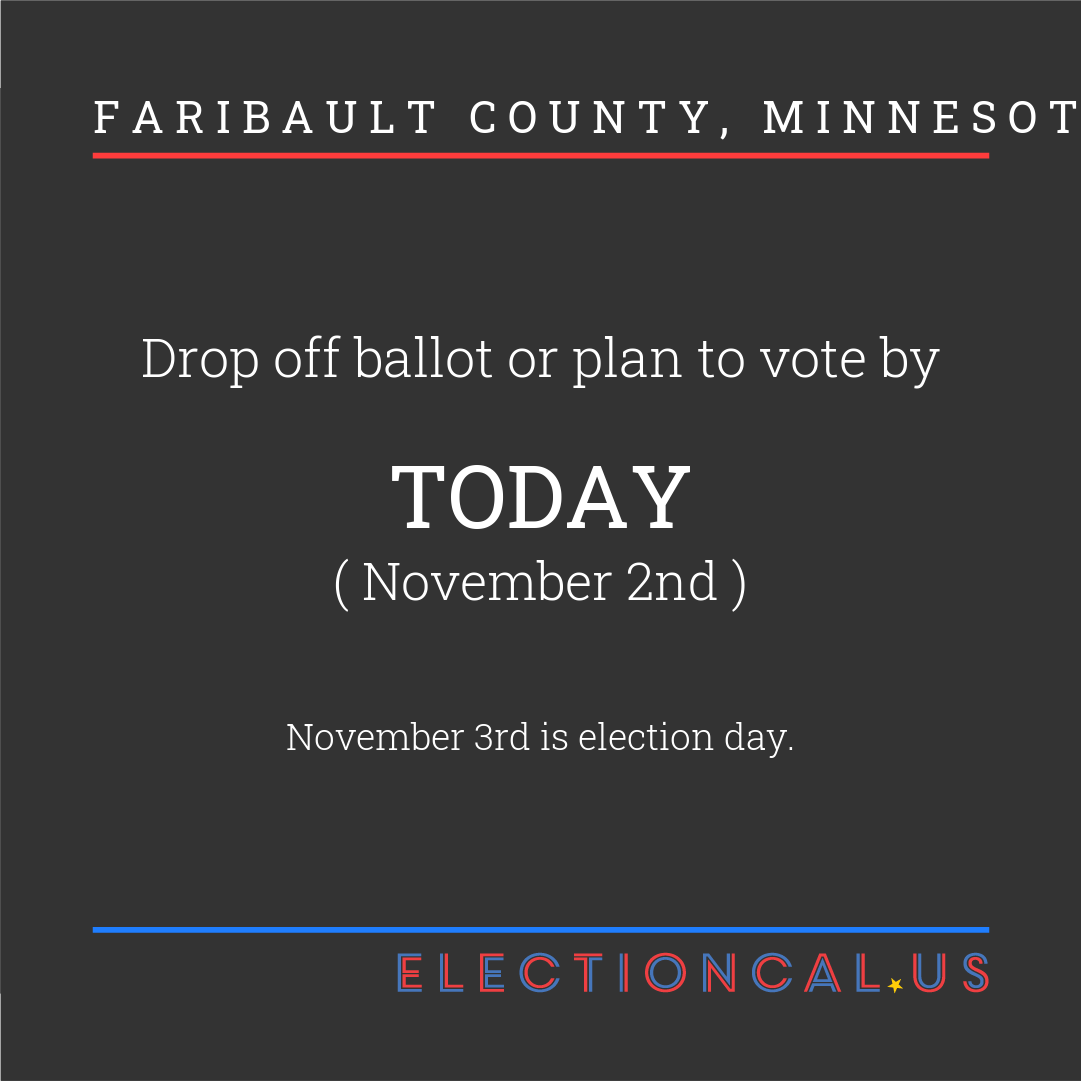 FARIBAULT COUNTY, MINNESOT
Drop off ballot or plan to vote by
TODAY
( November 2nd )
November 3rd is election day.
ELECTIONCAL.US